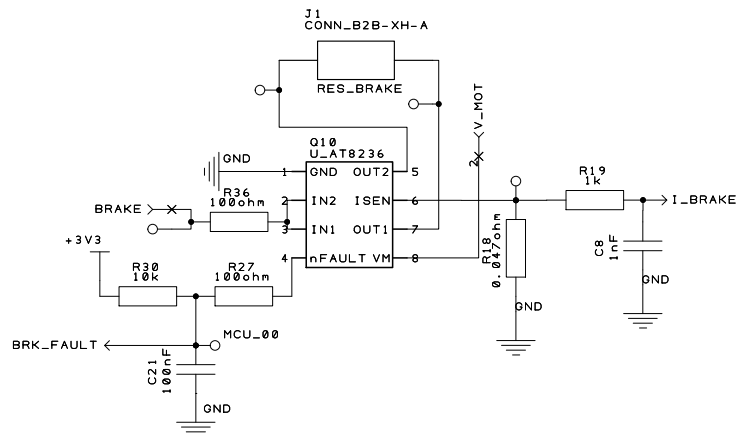 J1
CONN_B2B-XH-A
RES_BRAKE
V_MOT
2
Q10
U_AT8236
GND
1 GND OUT2 5
2 IN2 ISEN 6
3 IN1 OUT1 7
4 nFAULT VM 8
R36
100ohm
BRAKE
+3V3
R30
10k
R27
100ohm
BRK_FAULT
MCU_00
C21
100nF
GND
R18
0.047ohm
GND
R19
1k
I_BRAKE
C8
1nF
GND